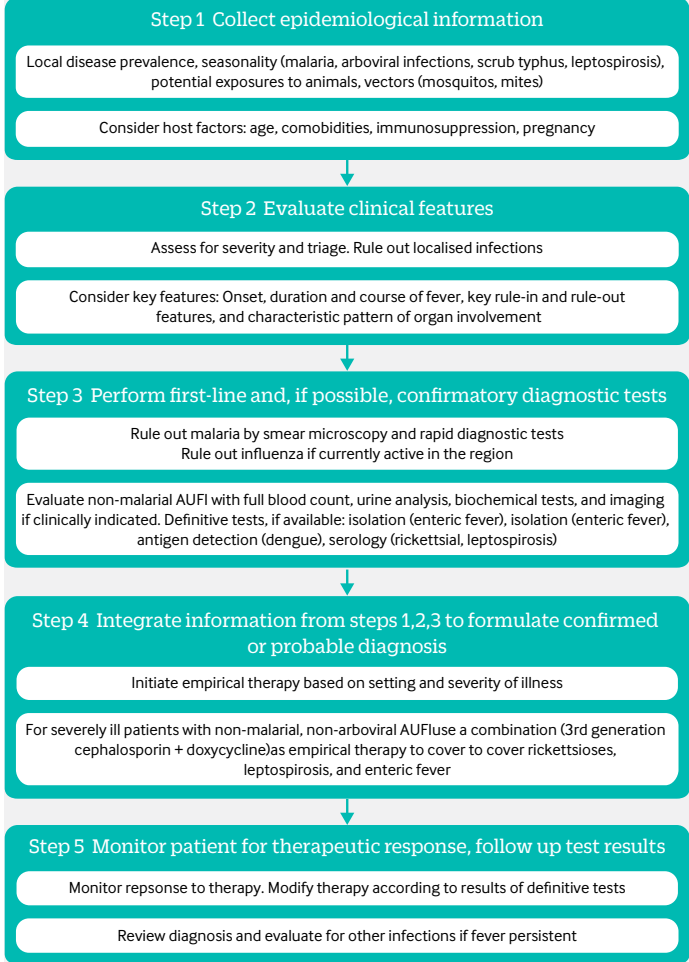 Step 1 Collect epidemiological information
Local disease prevalence, seasonality (malaria, arboviral infections, scrub typhus, leptospirosis),
potential exposures to animals, vectors (mosquitos, mites)
Consider host factors: age, comobidities, immunosuppression, pregnancy
Step 2 Evaluate clinical features
Assess for severity and triage. Rule out localised infections
Consider key features: Onset, duration and course of fever, key rule-in and rule-out
features, and characteristic pattern of organ involvement
Step 3 Perform first-line and, if possible, confirmatory diagnostic tests
Rule out malaria by smear microscopy and rapid diagnostic tests
Rule out influenza if currently active in the region
Evaluate non-malarial AUFI with full blood count, urine analysis, biochemical tests, and imaging
if clinically indicated. Definitive tests, if available: isolation (enteric fever), isolation (enteric fever),
antigen detection (dengue), serology (rickettsial, leptospirosis)
Step 4 Integrate information from steps 1,2,3 to formulate confirmed
or probable diagnosis
Initiate empirical therapy based on setting and severity of illness
For severely ill patients with non-malarial, non-arboviral AUFIuse a combination (3rd generation
cephalosporin + doxycycline)as empirical therapy to cover to cover rickettsioses,
leptospirosis, and enteric fever
Step 5 Monitor patient for therapeutic response, follow up test results
Monitor repsonse to therapy. Modify therapy according to results of definitive tests
Review diagnosis and evaluate for other infections if fever persistent